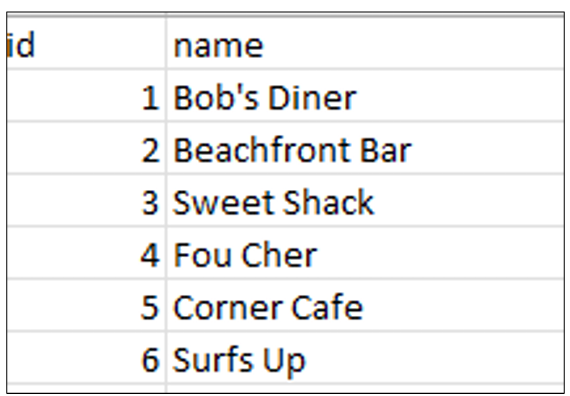 id name
1 Bob's Diner
2 Beachfront Bar
3 Sweet Shack
4 Fou Cher
5 Corner Cafe
6 Surfs Up